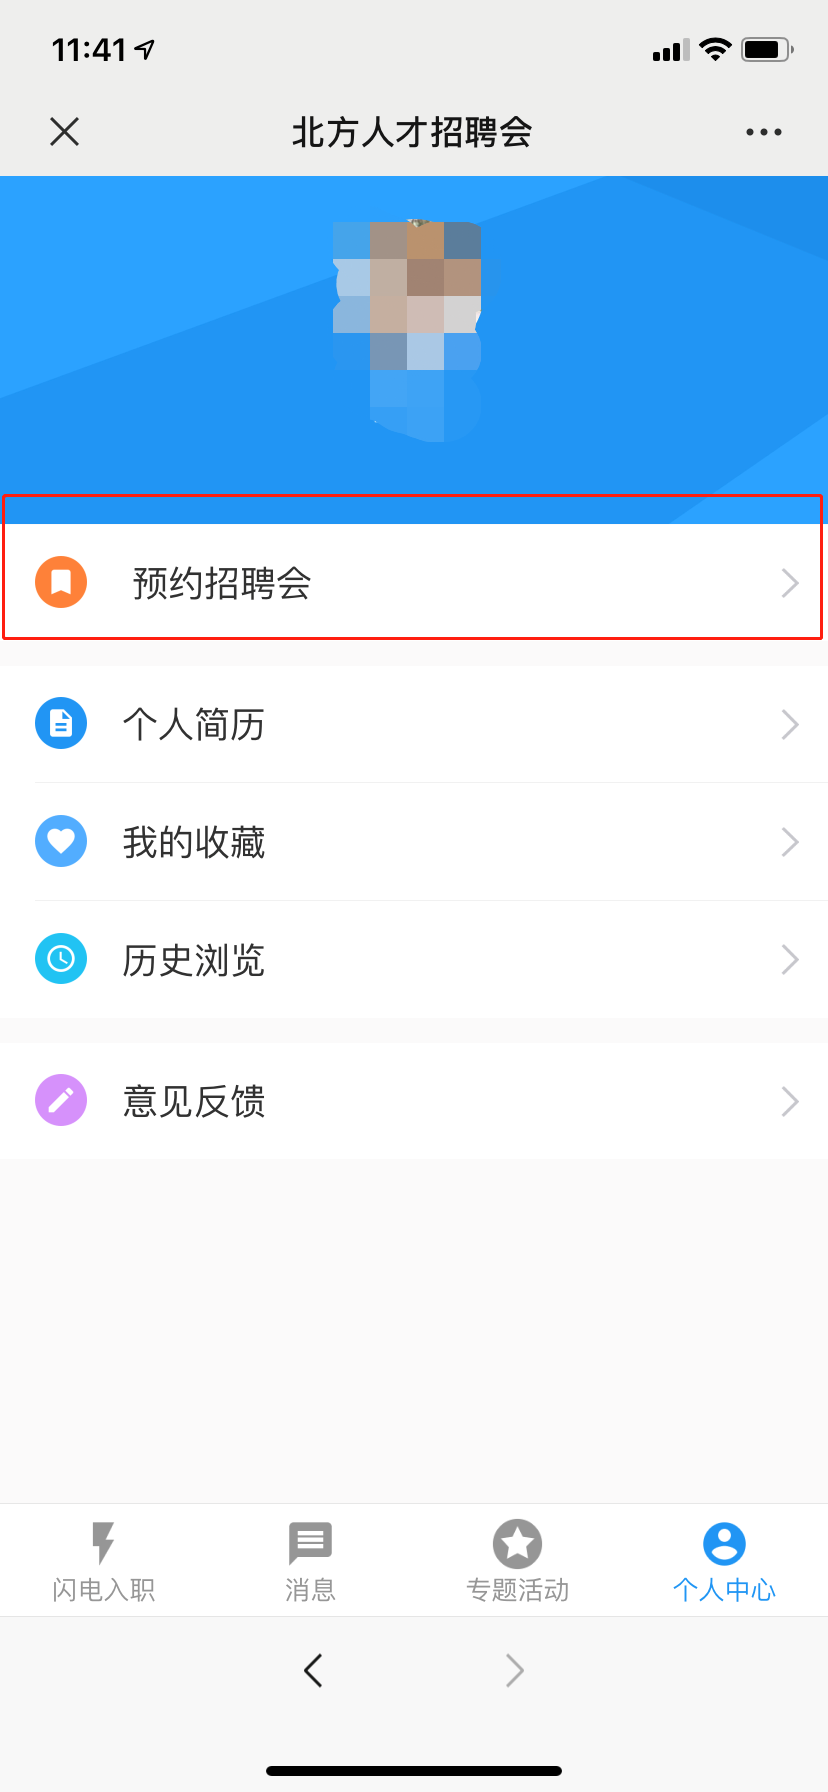 11:41
北方人才招聘会
预约招聘会
个人简历
我的收藏
历史浏览
意见反馈
闪电入职
消息
专题活动
个人中心